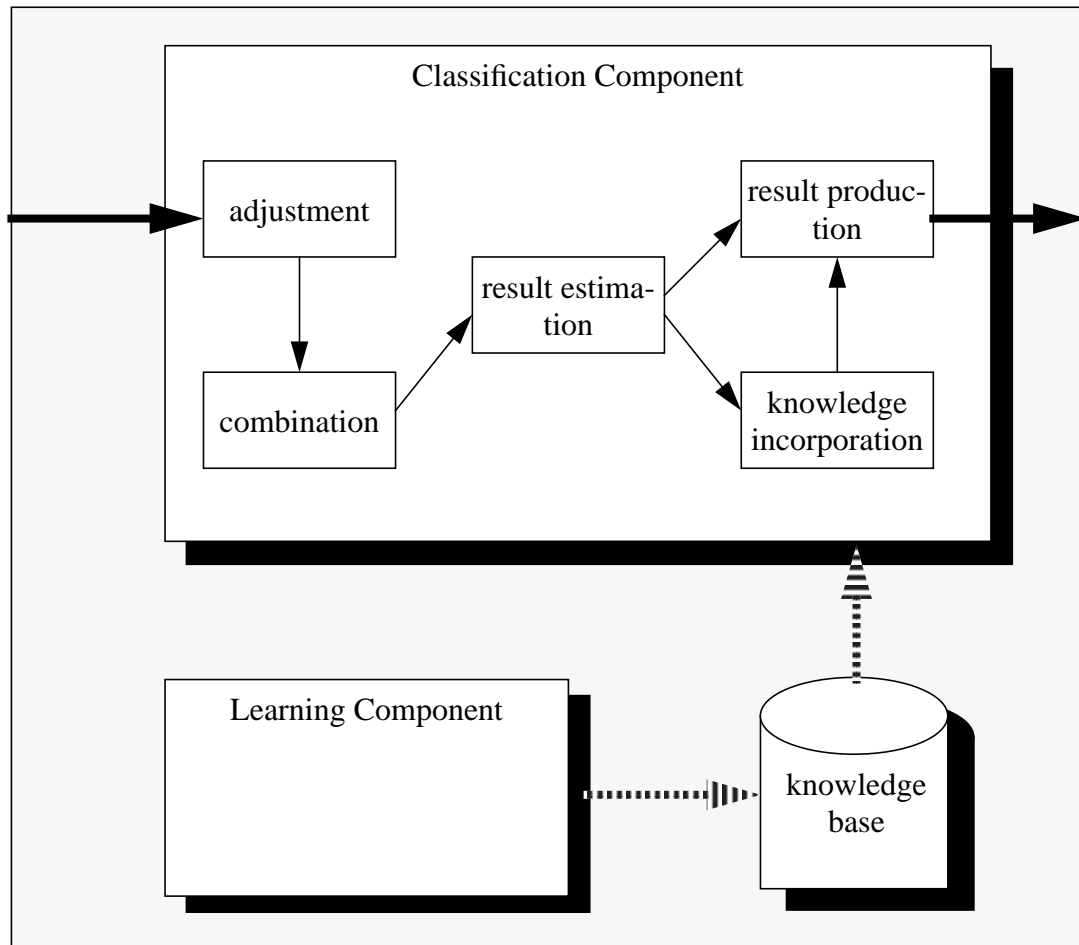 Classification Component
adjustment
combination
result estima-
tion
result produc-
tion
knowledge
incorporation
Learning Component
knowledge
base